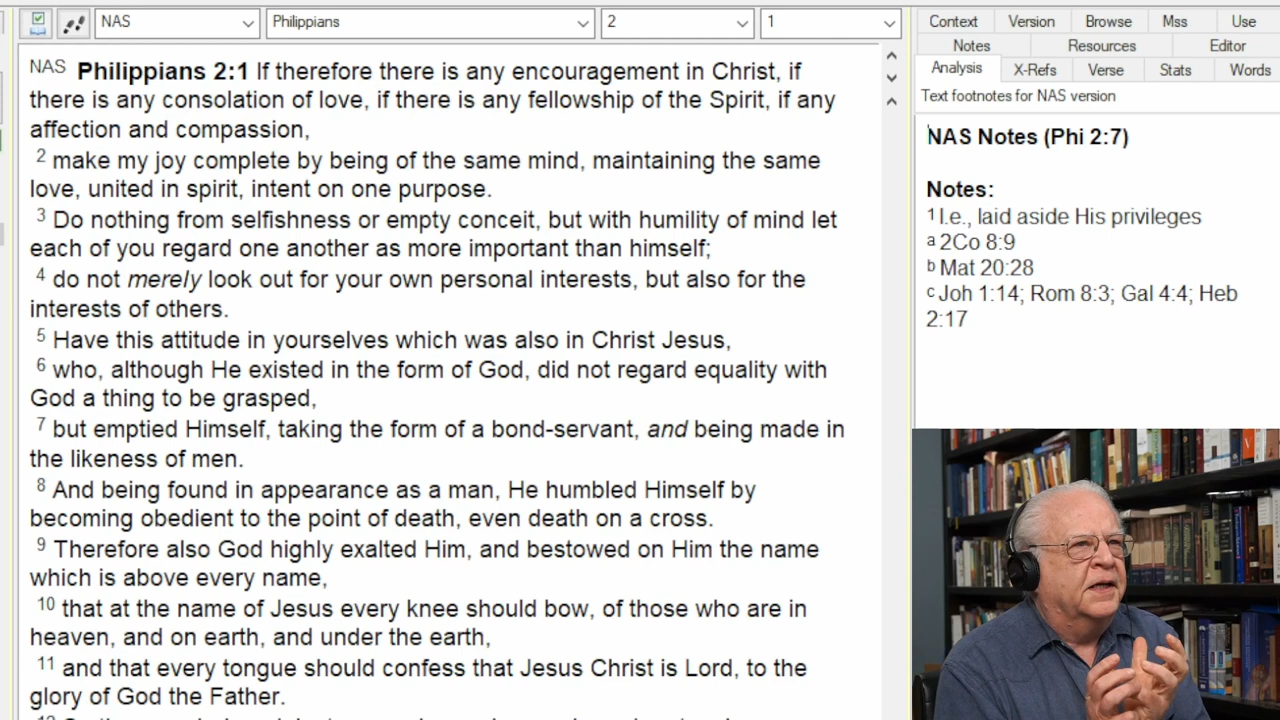 NAS Philippians 2 1
NAS Philippians 2:1 If therefore there is any encouragement in Christ, if
there is any consolation of love, if there is any fellowship of the Spirit, if any
affection and compassion,
2 make my joy complete by being of the same mind, maintaining the same
love, united in spirit, intent on one purpose.
3 Do nothing from selfishness or empty conceit, but with humility of mind let
each of you regard one another as more important than himself;
4 do not merely look out for your own personal interests, but also for the
interests of others.
5 Have this attitude in yourselves which was also in Christ Jesus,
6 who, although He existed in the form of God, did not regard equality with
God a thing to be grasped,
7 but emptied Himself, taking the form of a bond-servant, and being made in
the likeness of men.
8 And being found in appearance as a man, He humbled Himself by
becoming obedient to the point of death, even death on a cross.
9 Therefore also God highly exalted Him, and bestowed on Him the name
which is above every name,
10 that at the name of Jesus every knee should bow, of those who are in
heaven, and on earth, and under the earth,
11 and that every tongue should confess that Jesus Christ is Lord, to the
glory of God the Father.
Context Version Browse Mss Use
Notes Resources Editor
Analysis X-Refs Verse Stats Words
Text footnotes for NAS version
NAS Notes (Phi 2:7)
Notes:
1 I.e., laid aside His privileges
a 2Co 8:9
b Mat 20:28
c Joh 1:14; Rom 8:3; Gal 4:4; Heb
2:17